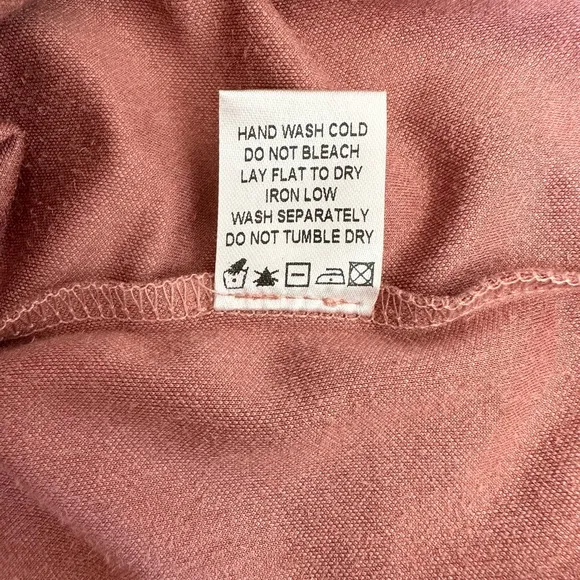 HAND WASH COLD
DO NOT BLEACH
LAY FLAT TO DRY
IRON LOW
WASH SEPARATELY
DO NOT TUMBLE DRY